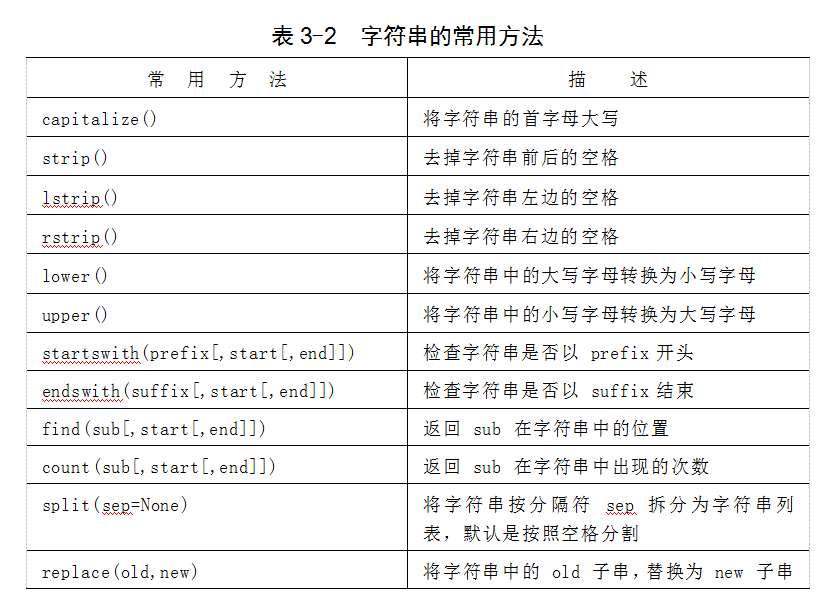 表 3-2 字符串的常用方法
常 用 方 法 描 述
capitalize() 将字符串的首字母大写
strip() 去掉字符串前后的空格
lstrip() 去掉字符串左边的空格
rstrip() 去掉字符串右边的空格
lower() 将字符串中的大写字母转换为小写字母
upper() 将字符串中的小写字母转换为大写字母
startswith(prefix[,start[,end]]) 检查字符串是否以 prefix 开头
endswith(suffix[,start[,end]]) 检查字符串是否以 suffix 结束
find(sub[,start[,end]]) 返回 sub 在字符串中的位置
count(sub[,start[,end]]) 返回 sub 在字符串中出现的次数
split(sep=None) 将字符串按分隔符 sep 拆分为字符串列
表，默认是按照空格分割
replace(old,new) 将字符串中的 old 子串，替换为 new 子串